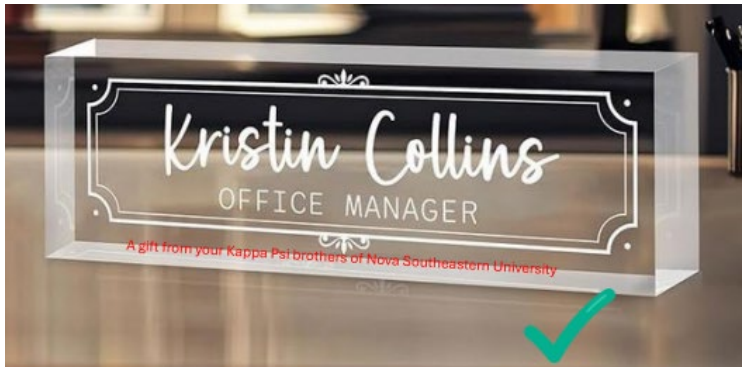 Kristin Collins
OFFICE MANAGER
A gift from your Kappa Psi brothers of Nova Southeastern University